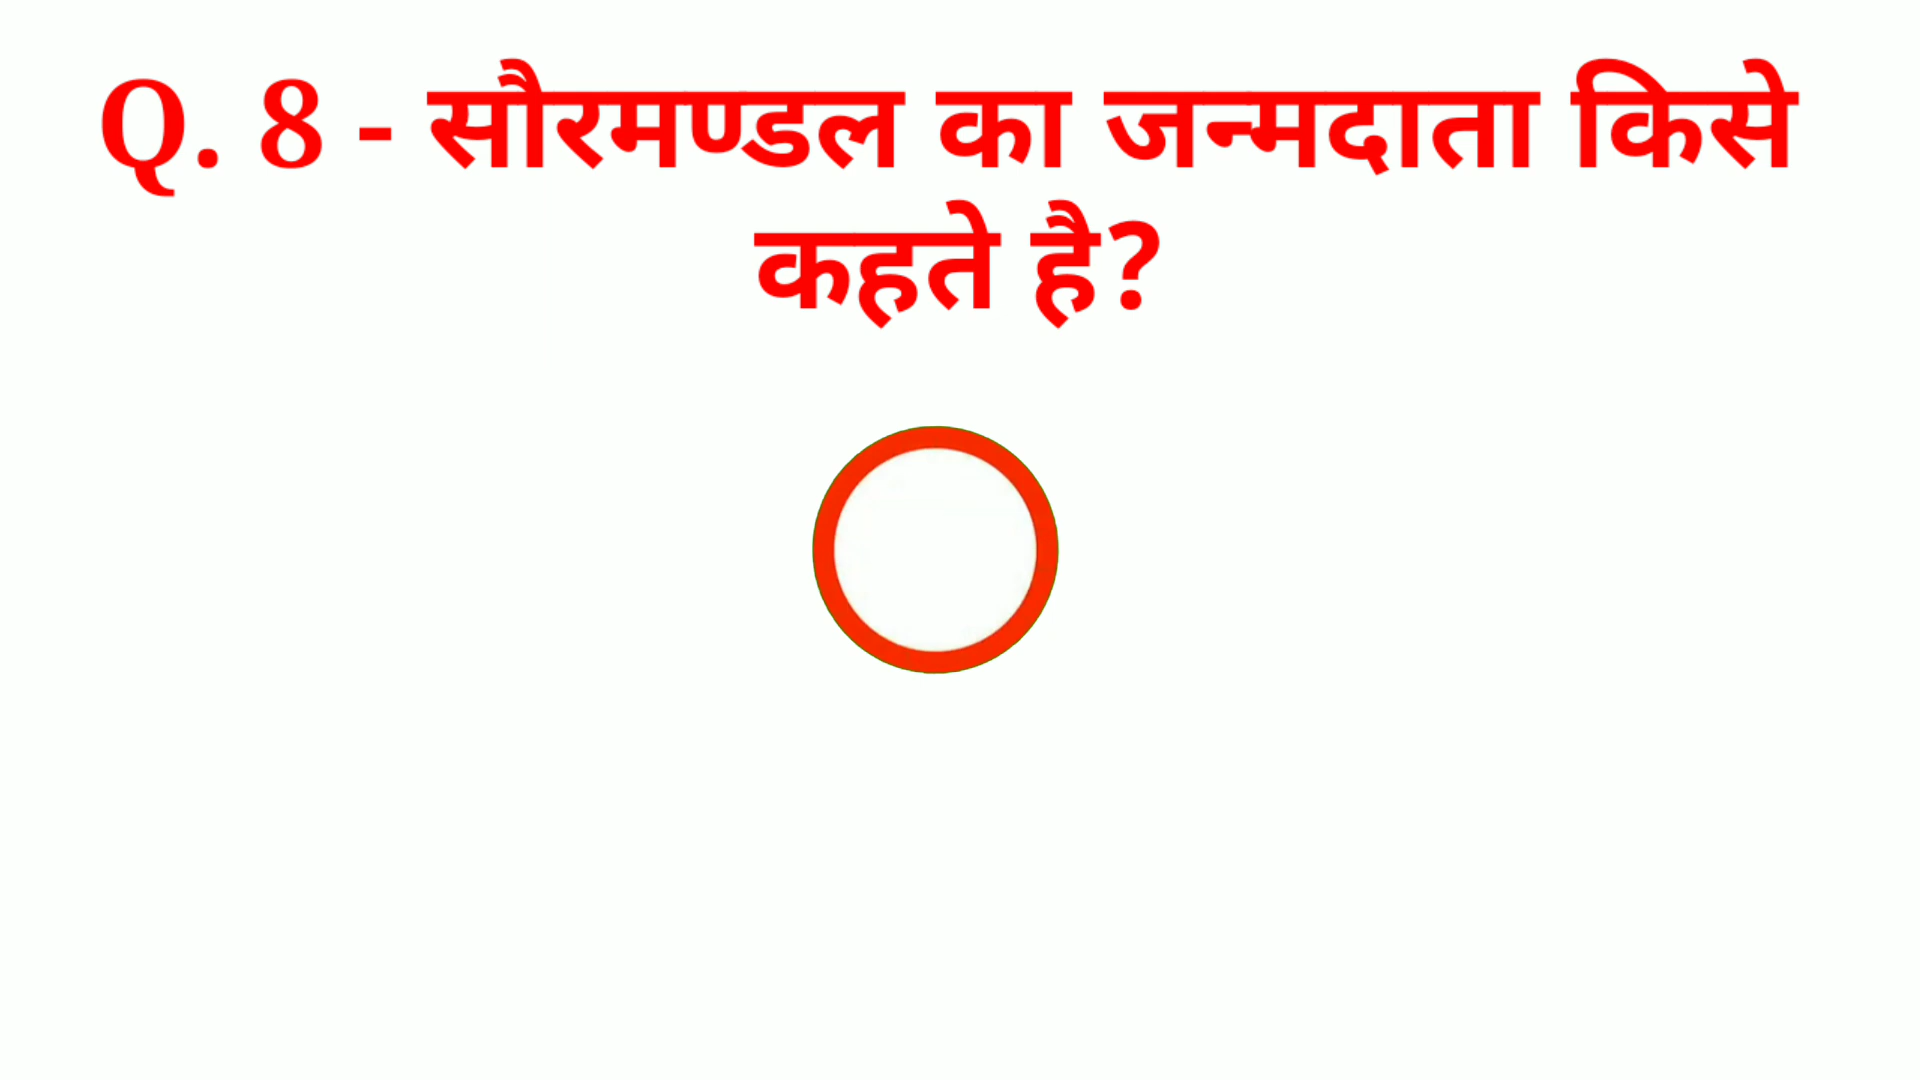 Q. 8 - सौरमण्डल का जन्मदाता किसे
कहते है?